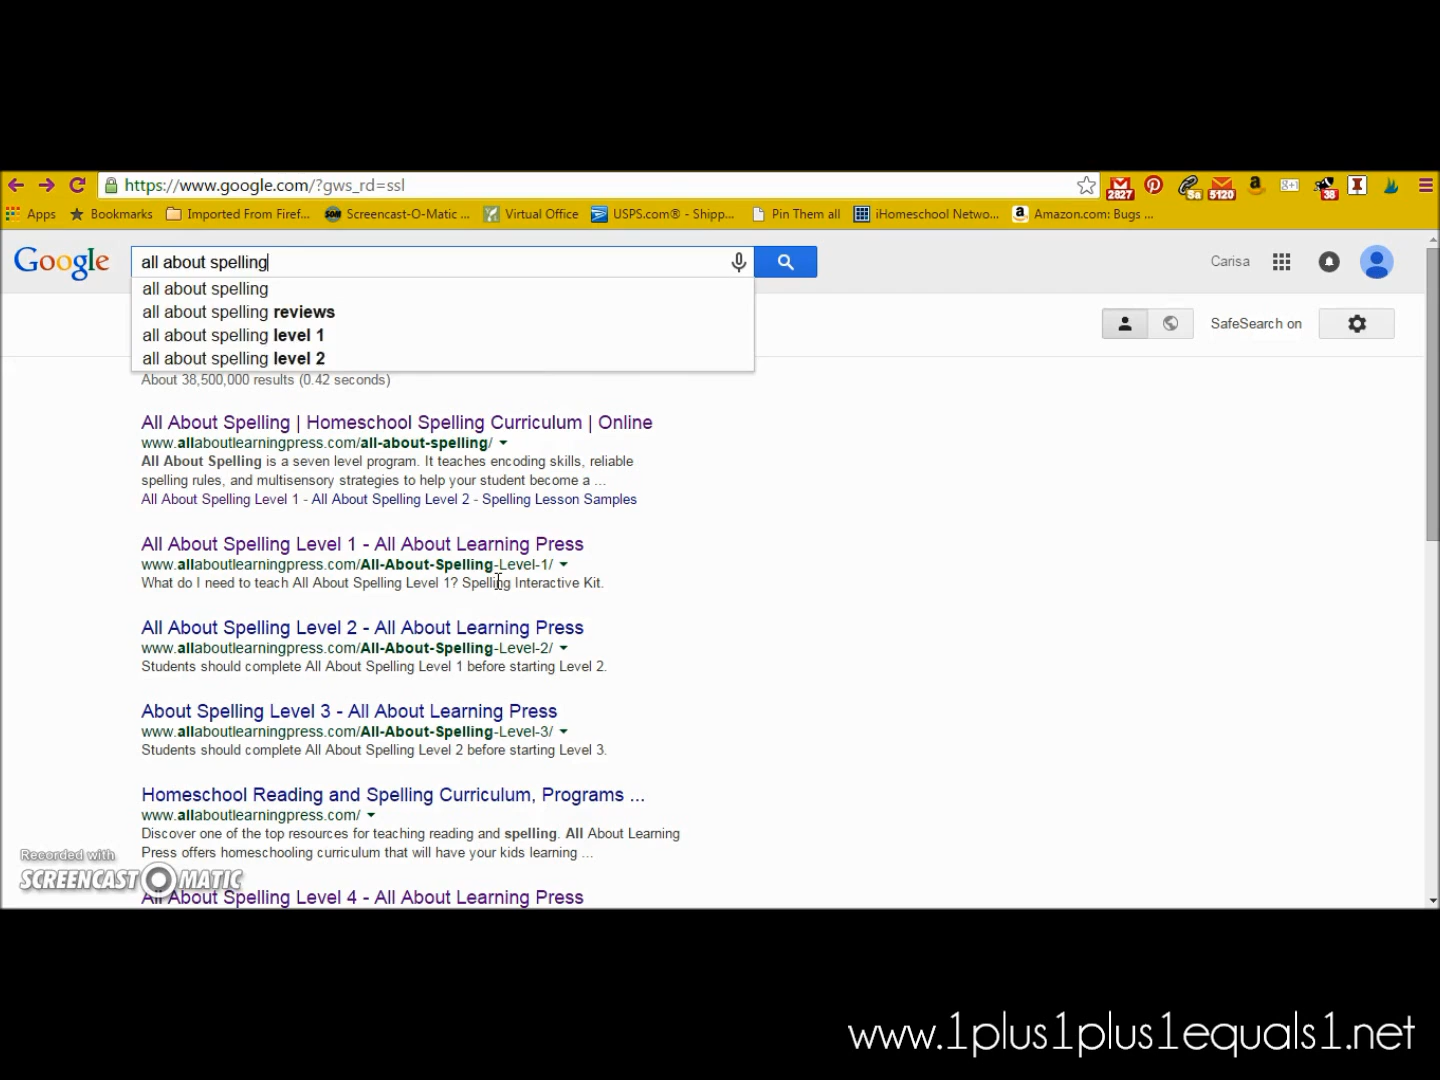 https://www.google.com/?gws_rd=ssl
2827
5a
5120
a
g+1
38
Apps Bookmarks Imported From Firef... SOM Screencast-O-Matic ... Virtual Office USPS.com® - Shipp... Pin Them all iHomeschool Netwo... a Amazon.com: Bugs ...
Google all about spelling Carisa
all about spelling
all about spelling reviews
all about spelling level 1
all about spelling level 2
SafeSearch on
About 38,500,000 results (0.42 seconds)
All About Spelling | Homeschool Spelling Curriculum | Online
www.allaboutlearningpress.com/all-about-spelling/
All About Spelling is a seven level program. It teaches encoding skills, reliable
spelling rules, and multisensory strategies to help your student become a ...
All About Spelling Level 1 - All About Spelling Level 2 - Spelling Lesson Samples
All About Spelling Level 1 - All About Learning Press
www.allaboutlearningpress.com/All-About-Spelling-Level-1/
What do I need to teach All About Spelling Level 1? Spelling Interactive Kit.
All About Spelling Level 2 - All About Learning Press
www.allaboutlearningpress.com/All-About-Spelling-Level-2/
Students should complete All About Spelling Level 1 before starting Level 2.
About Spelling Level 3 - All About Learning Press
www.allaboutlearningpress.com/All-About-Spelling-Level-3/
Students should complete All About Spelling Level 2 before starting Level 3.
Homeschool Reading and Spelling Curriculum, Programs ...
www.allaboutlearningpress.com/
Discover one of the top resources for teaching reading and spelling. All About Learning
Press offers homeschooling curriculum that will have your kids learning ...
Recorded with
SCREENCAST O MATIC
All About Spelling Level 4 - All About Learning Press
www.1plus1plus1equals1.net